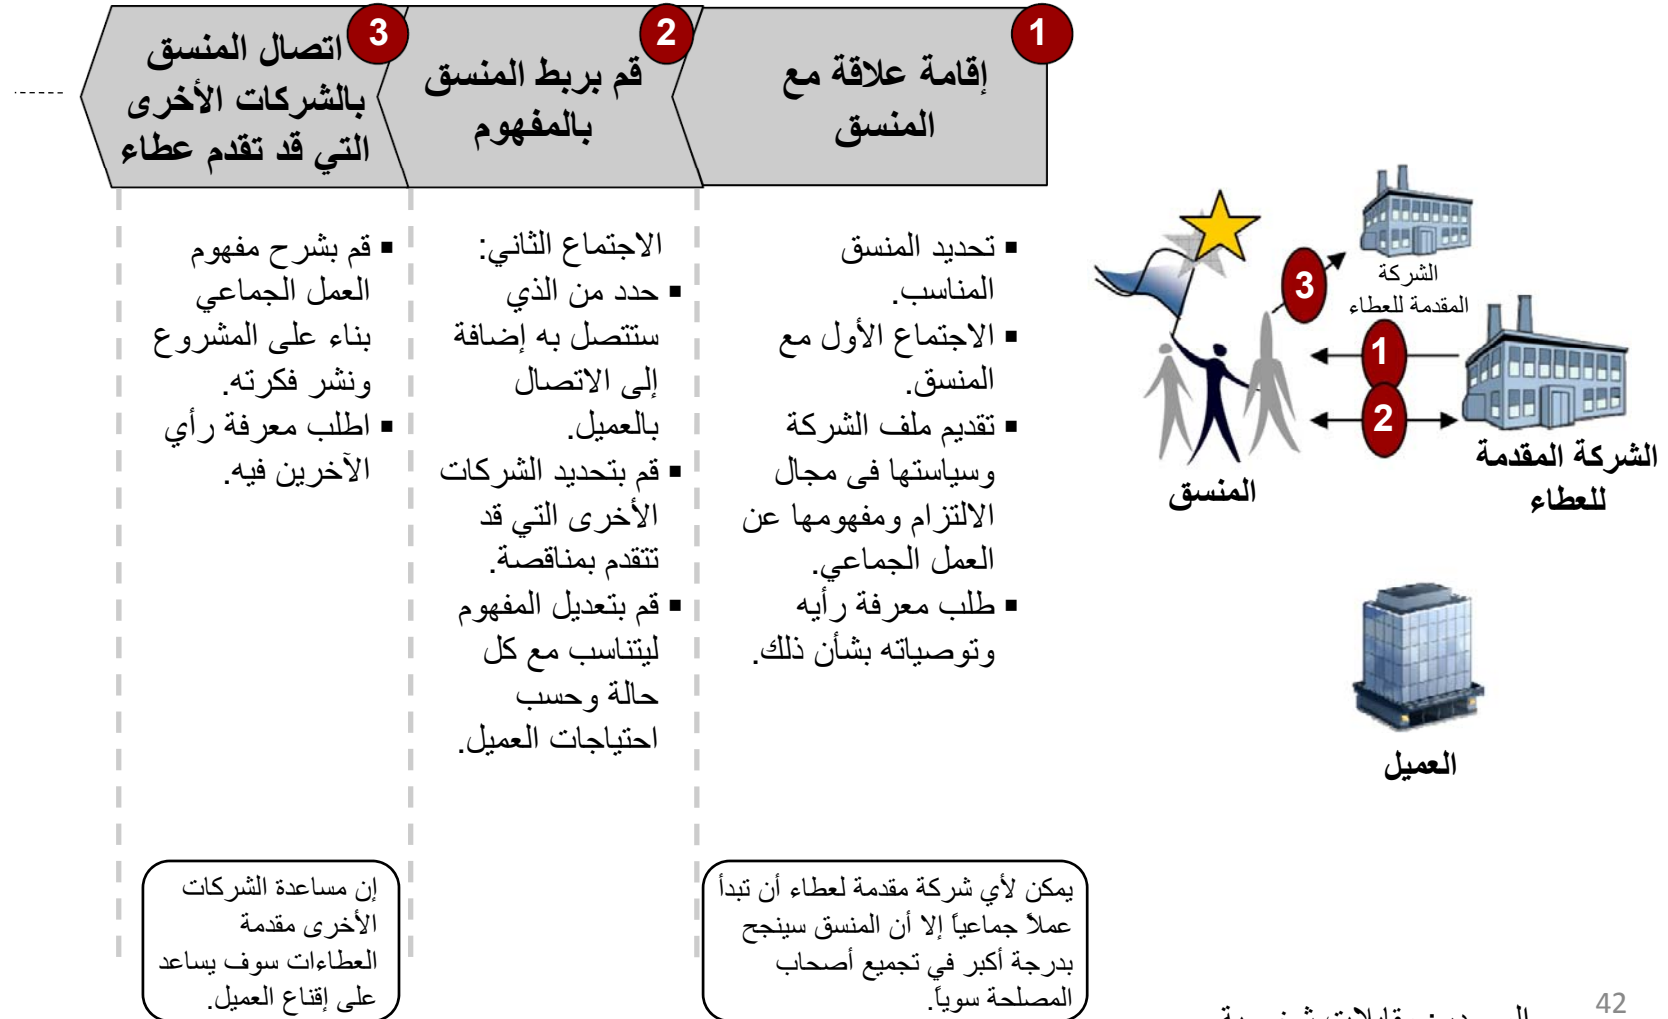 1
إقامة علاقة مع
المنسق
2
قم بربط المنسق
بالمفهوم
3
اتصال المنسق
بالشركات الأخرى
التي قد تقدم عطاء
▪ تحديد المنسق
المناسب.
▪ الاجتماع الأول مع
المنسق.
▪ تقديم ملف الشركة
وسياستها فى مجال
الالتزام ومفهومها عن
العمل الجماعي.
▪ طلب معرفة رأيه
وتوصياته بشأن ذلك.
الاجتماع الثاني:
▪ حدد من الذي
ستتصل به إضافة
إلى الاتصال
بالعميل.
▪ قم بتحديد الشركات
الأخرى التي قد
تتقدم بمناقصة.
▪ قم بتعديل المفهوم
ليتناسب مع كل
حالة وحسب
احتياجات العميل.
▪ قم بشرح مفهوم
العمل الجماعي
بناء على المشروع
ونشر فكرته.
▪ اطلب معرفة رأي
الآخرين فيه.
الشركة
المقدمة للعطاء
3
1
2
الشركة المقدمة
للعطاء
المنسق
العميل
يمكن لأي شركة مقدمة لعطاء أن تبدأ
عملاً جماعياً إلا أن المنسق سينجح
بدرجة أكبر في تجميع أصحاب
المصلحة سوياً.
إن مساعدة الشركات
الأخرى مقدمة
العطاءات سوف يساعد
على إقناع العميل.
42